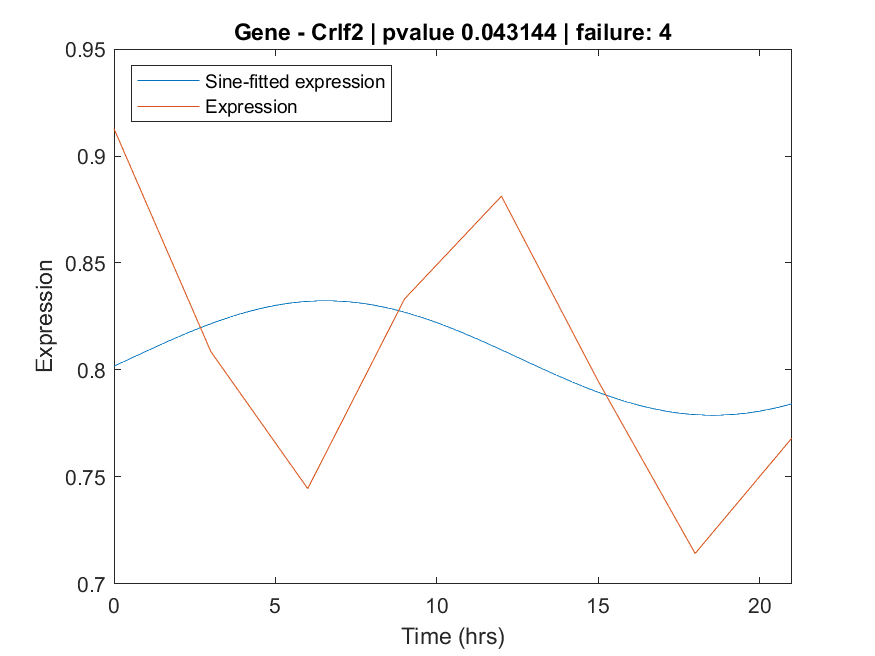 Gene - Crlf2 | pvalue 0.043144 | failure: 4
Sine-fitted expression
Expression
0.95
0.9
0.85
0.8
0.75
0.7
Expression
0
5
10
15
20
Time (hrs)